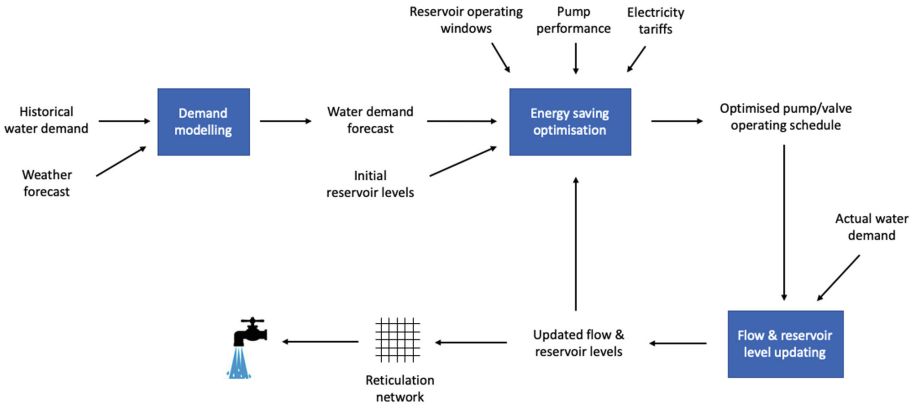 Reservoir operating
windows
Pump
performance
Electricity
tariffs
Historical
water demand
Weather
forecast
Demand
modelling
Water demand
forecast
Initial
reservoir levels
Energy saving
optimisation
Optimised pump/valve
operating schedule
Actual water
demand
Flow & reservoir
level updating
Updated flow &
reservoir levels
Reticulation
network